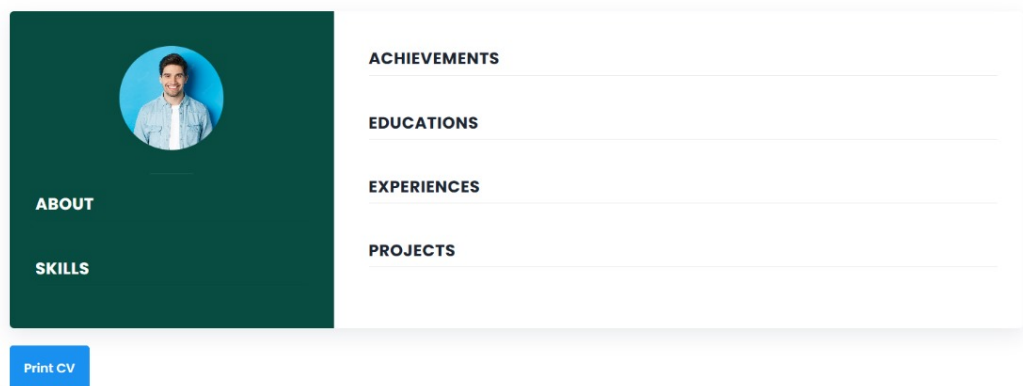 ABOUT
SKILLS
ACHIEVEMENTS
EDUCATIONS
EXPERIENCES
PROJECTS
Print CV